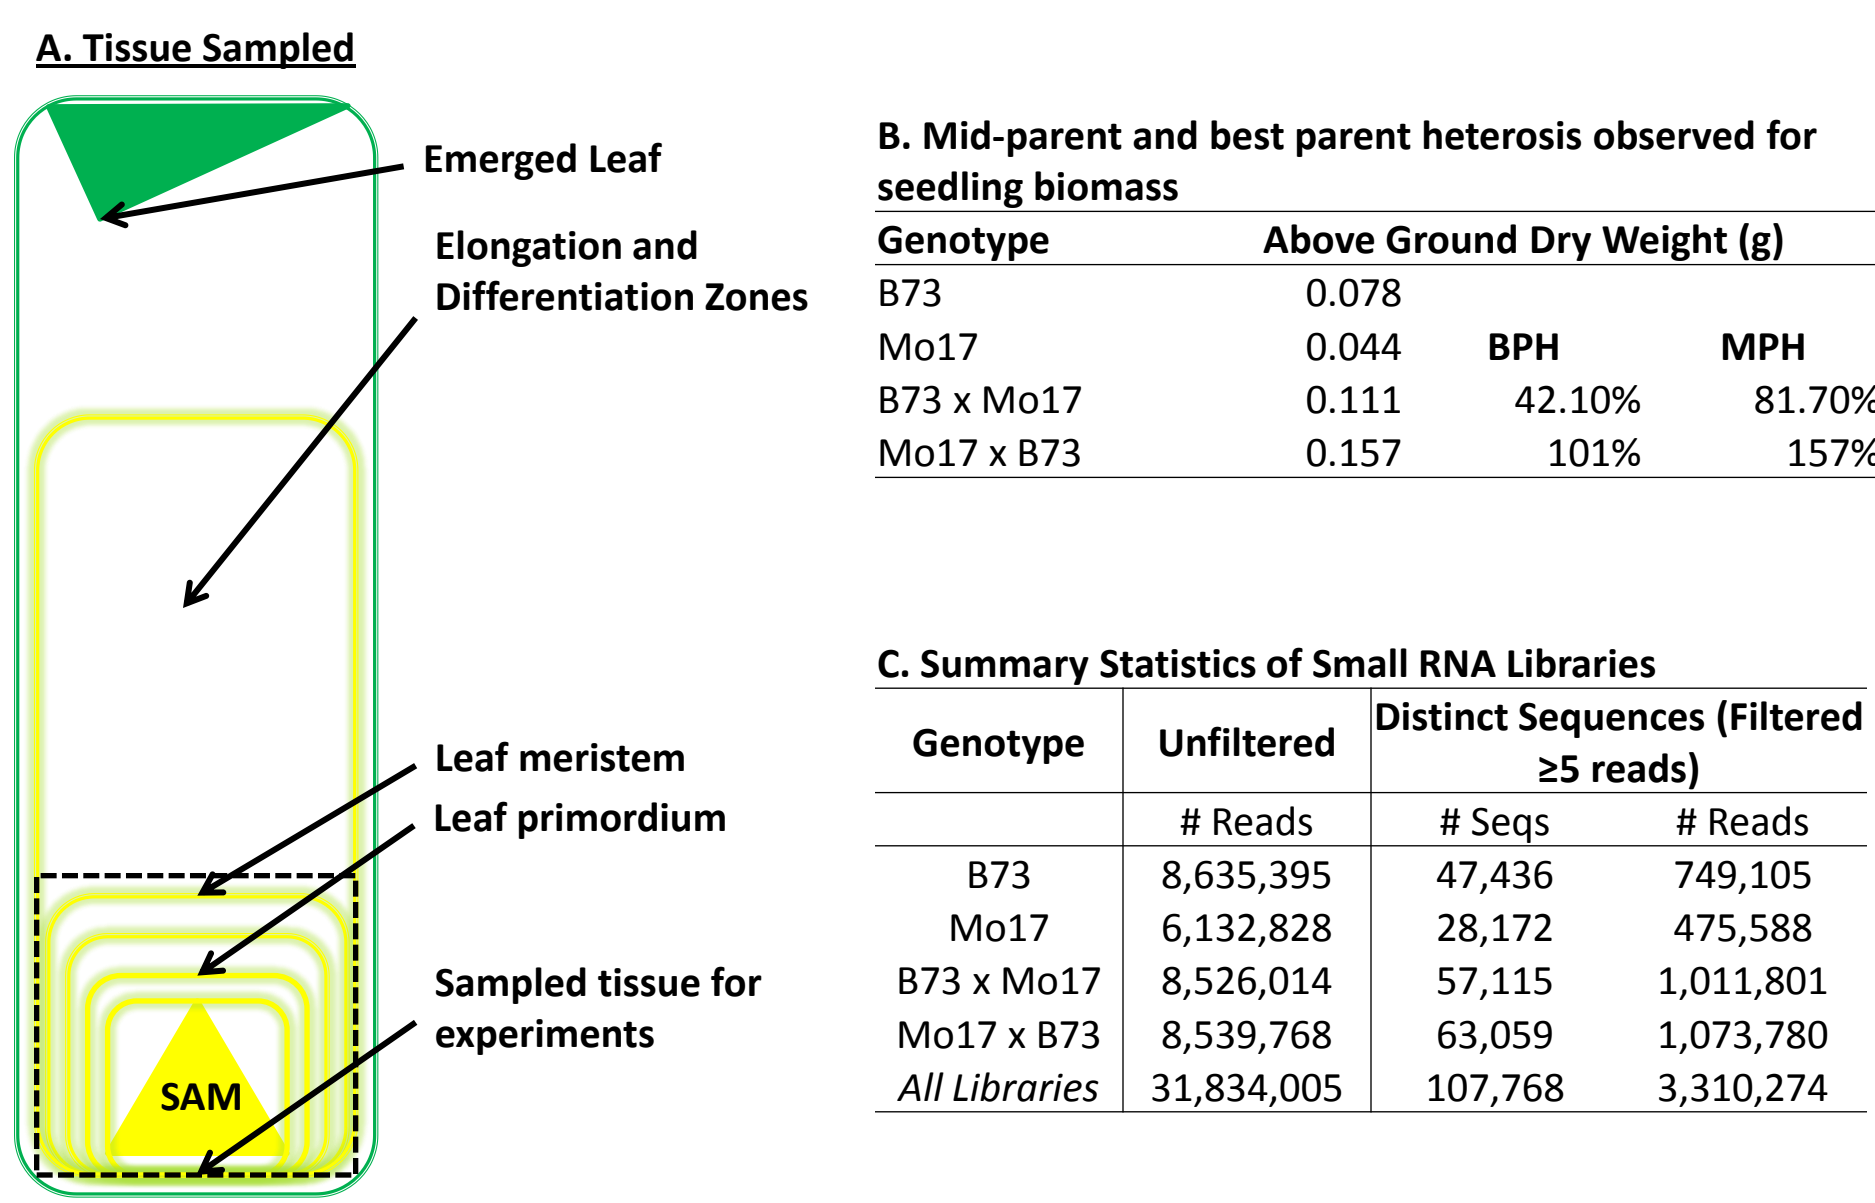 A. Tissue Sampled
Emerged Leaf
Elongation and
Differentiation Zones
Leaf meristem
Leaf primordium
Sampled tissue for
experiments
SAM
B. Mid-parent and best parent heterosis observed for
seedling biomass
Genotype Above Ground Dry Weight (g)
B73 0.078
Mo17 0.044 BPH MPH
B73 x Mo17 0.111 42.10% 81.70%
Mo17 x B73 0.157 101% 157%
C. Summary Statistics of Small RNA Libraries
Genotype Unfiltered Distinct Sequences (Filtered
≥5 reads)
# Reads # Seqs # Reads
B73 8,635,395 47,436 749,105
Mo17 6,132,828 28,172 475,588
B73 x Mo17 8,526,014 57,115 1,011,801
Mo17 x B73 8,539,768 63,059 1,073,780
All Libraries 31,834,005 107,768 3,310,274